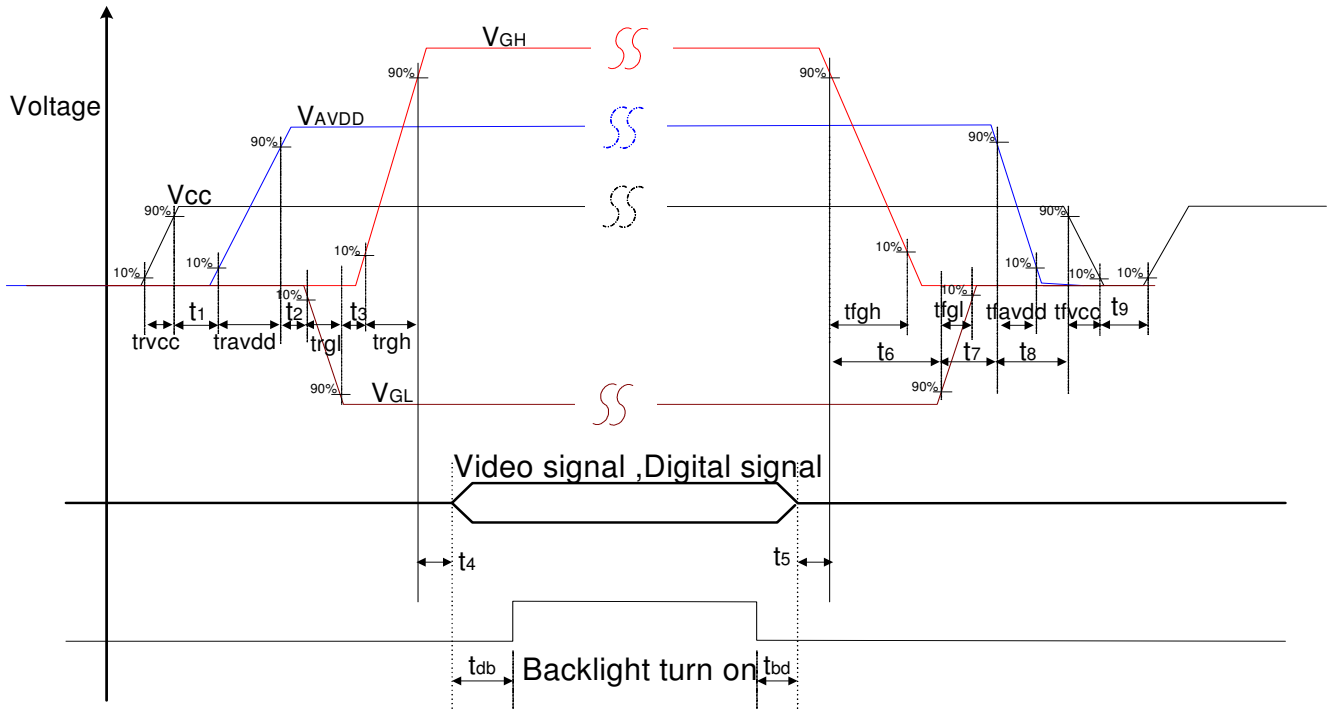 VGH
90%
90%
Voltage
VAVDD
90%
90%
Vcc
90%
90%
10%
10%
10%
10%
10%
10%
10%
10%
10%
t1
t2
t3
trvcc
travdd
trgl
trgh
tfgh
tfgl
tfavdd
tfvcc
t9
t6
t7
t8
90%
VGL
90%
Video signal ,Digital signal
t4
t5
tdb
Backlight turn on
tbd